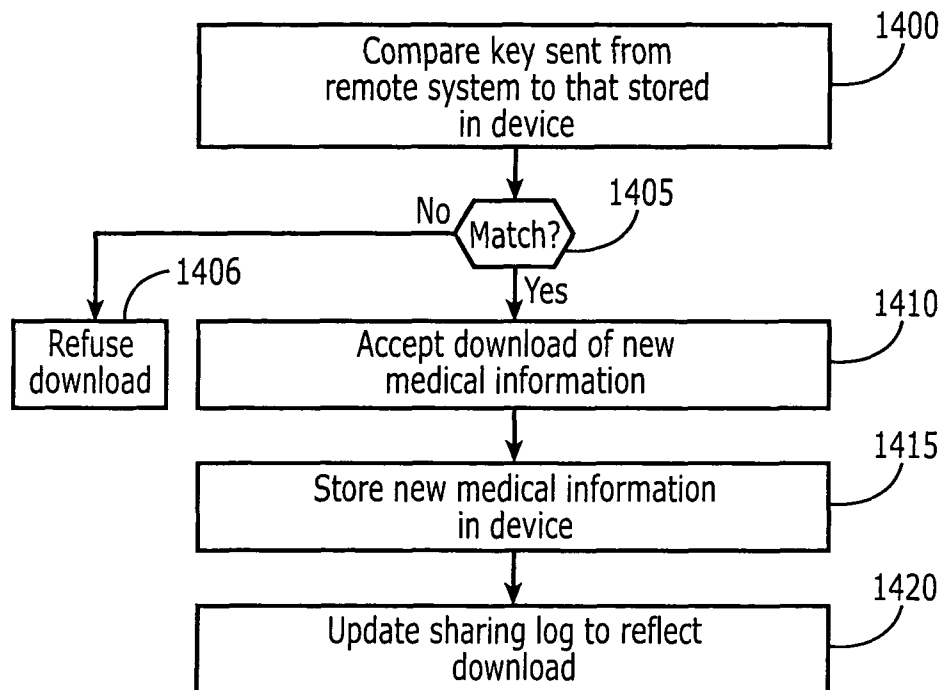 1400
Compare key sent from
remote system to that stored
in device
1405
No
Match?
1406
Yes
1410
Refuse
download
Accept download of new
medical information
1415
Store new medical information
in device
1420
Update sharing log to reflect
download